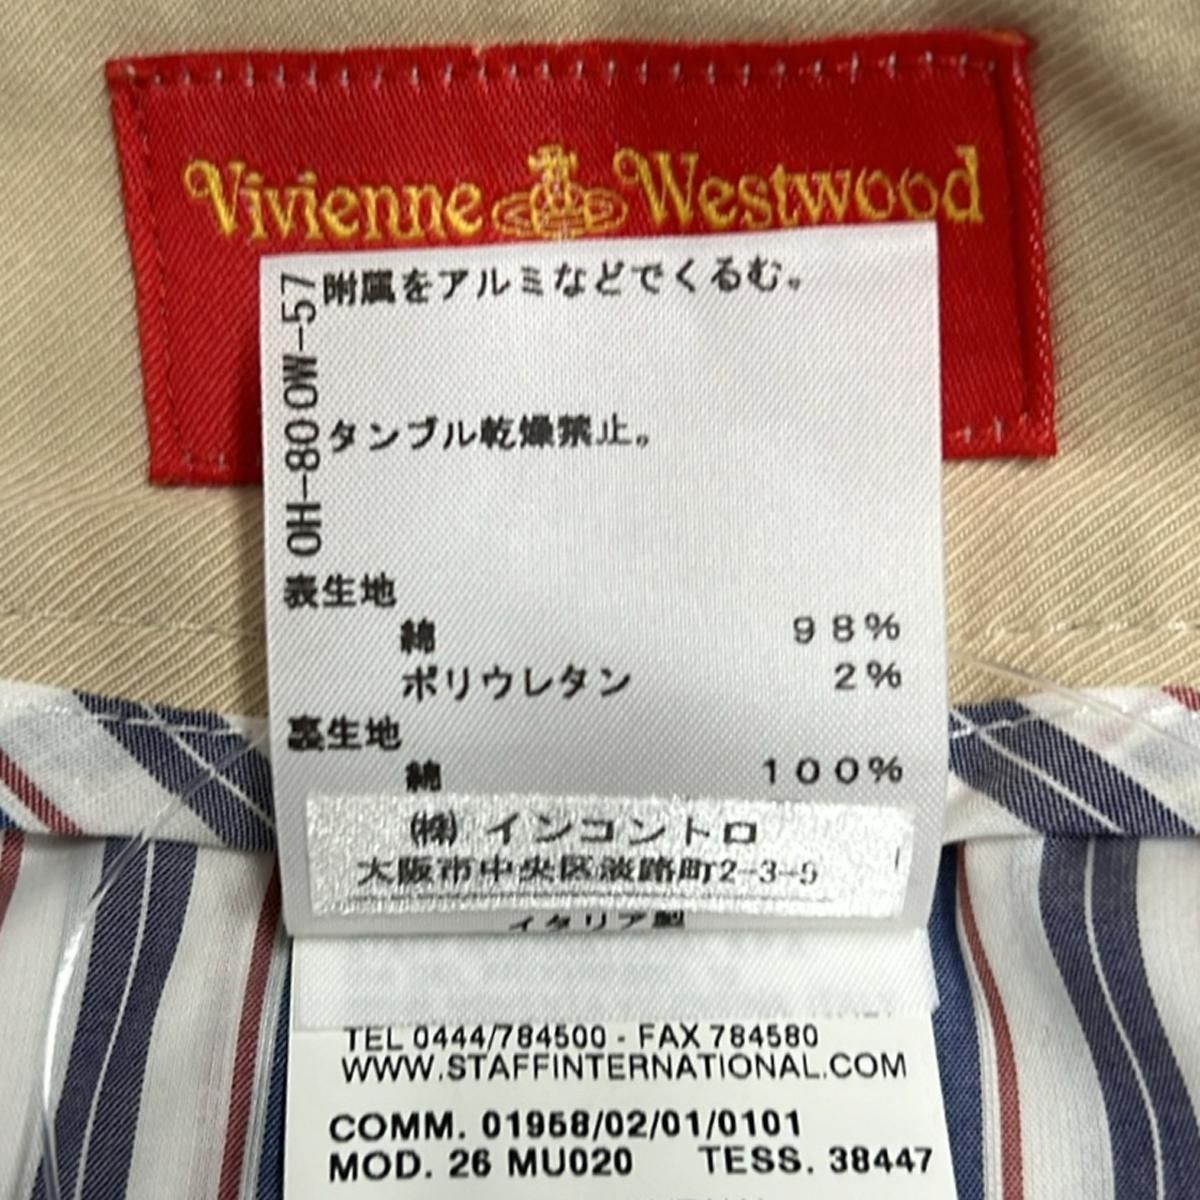 Vivienne Westwood
OH-800W-57
附属をアルミなどでくるむ。
タンブル乾燥禁止。
表生地
綿 98%
ポリウレタン 2%
裏生地
綿 100%
㈱ インコントロ
大阪市中央区淡路町2-3-9
イタリア製
TEL 0444/784500 - FAX 784580
WWW.STAFFINTERNATIONAL.COM
COMM. 01958/02/01/0101
MOD. 26 MU020 TESS. 38447